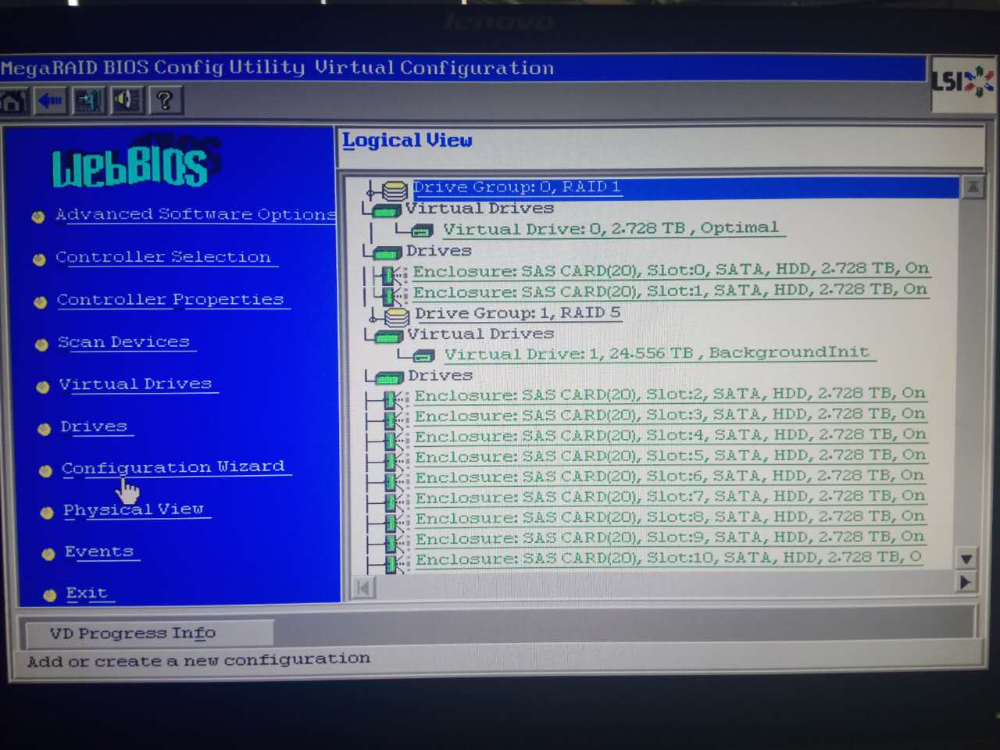 lenovo
MegaRAID BIOS Config Utility Virtual Configuration
LSI
WebBIOS
Advanced Software Options
Controller Selection
Controller Properties
Scan Devices
Virtual Drives
Drives
Configuration Wizard
Physical View
Events
Exit
Logical View
Drive Group: 0, RAID 1
Virtual Drives
Virtual Drive: 0, 2.728 TB, Optimal
Drives
Enclosure: SAS CARD(20), Slot:0, SATA, HDD, 2.728 TB, On
Enclosure: SAS CARD(20), Slot:1, SATA, HDD, 2.728 TB, On
Drive Group: 1, RAID 5
Virtual Drives
Virtual Drive: 1, 24.556 TB, BackgroundInit
Drives
Enclosure: SAS CARD(20), Slot:2, SATA, HDD, 2.728 TB, On
Enclosure: SAS CARD(20), Slot:3, SATA, HDD, 2.728 TB, On
Enclosure: SAS CARD(20), Slot:4, SATA, HDD, 2.728 TB, On
Enclosure: SAS CARD(20), Slot:5, SATA, HDD, 2.728 TB, On
Enclosure: SAS CARD(20), Slot:6, SATA, HDD, 2.728 TB, On
Enclosure: SAS CARD(20), Slot:7, SATA, HDD, 2.728 TB, On
Enclosure: SAS CARD(20), Slot:8, SATA, HDD, 2.728 TB, On
Enclosure: SAS CARD(20), Slot:9, SATA, HDD, 2.728 TB, On
Enclosure: SAS CARD(20), Slot:10, SATA, HDD, 2.728 TB, O
VD Progress Info
Add or create a new configuration